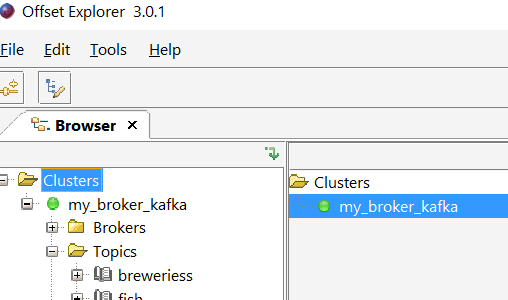 Offset Explorer 3.0.1
File Edit Tools Help
Browser
Clusters
my_broker_kafka
Brokers
Topics
breweriess
fish
Clusters
my_broker_kafka